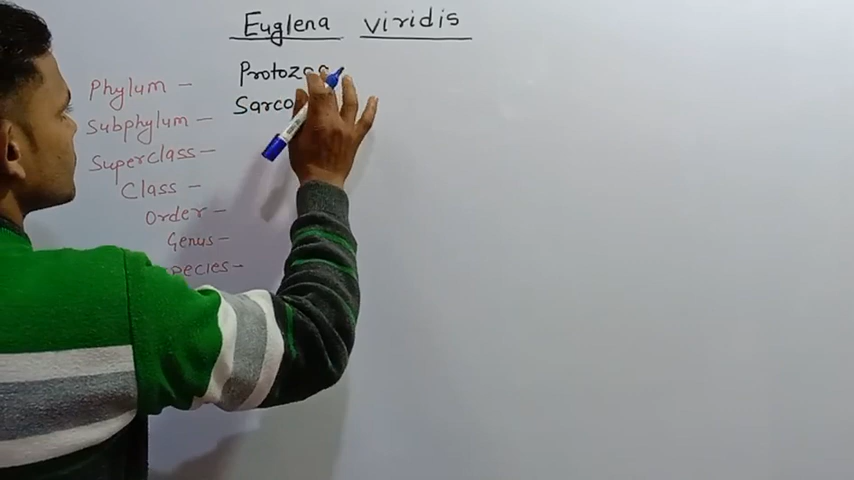 Euglena viridis
Phylum - Protozoa
Subphylum - Sarco
Superclass -
Class -
Order -
Genus -
pecies -